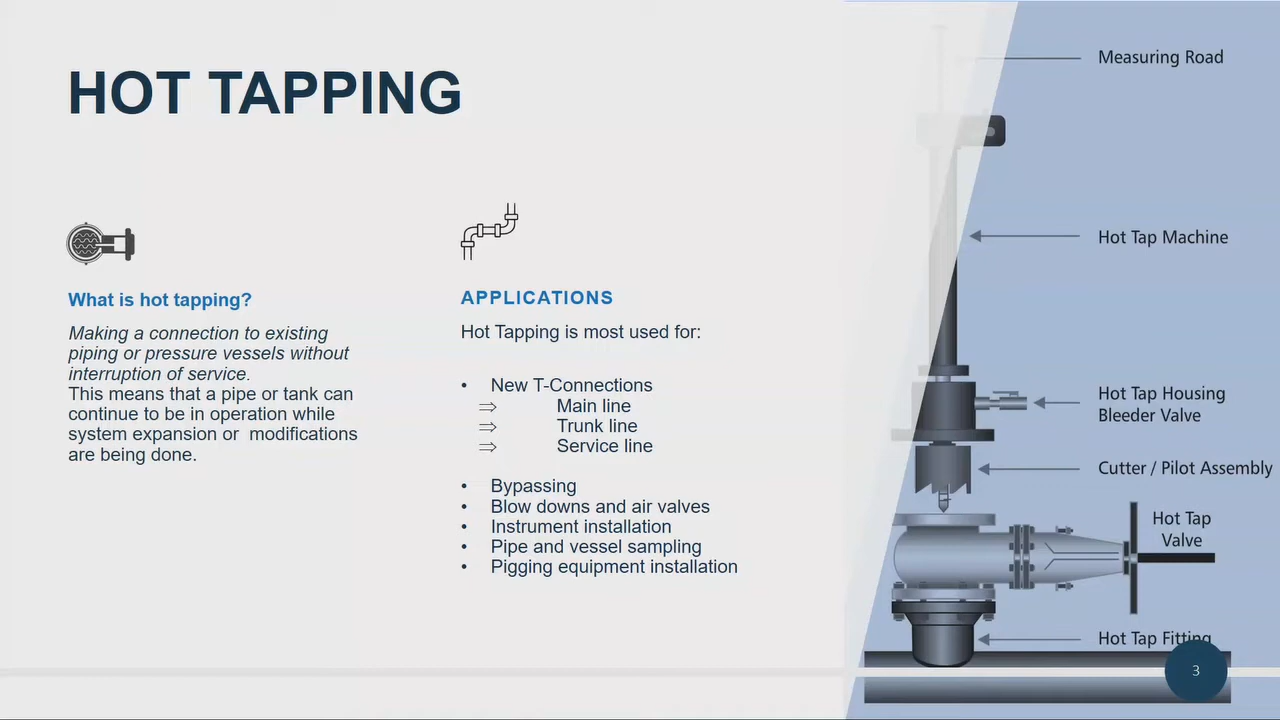 HOT TAPPING
What is hot tapping?
Making a connection to existing
piping or pressure vessels without
interruption of service.
This means that a pipe or tank can
continue to be in operation while
system expansion or modifications
are being done.
APPLICATIONS
Hot Tapping is most used for:
• New T-Connections
⇒ Main line
⇒ Trunk line
⇒ Service line
• Bypassing
• Blow downs and air valves
• Instrument installation
• Pipe and vessel sampling
• Pigging equipment installation
Measuring Road
Hot Tap Machine
Hot Tap Housing
Bleeder Valve
Cutter / Pilot Assembly
Hot Tap
Valve
Hot Tap Fitting
3